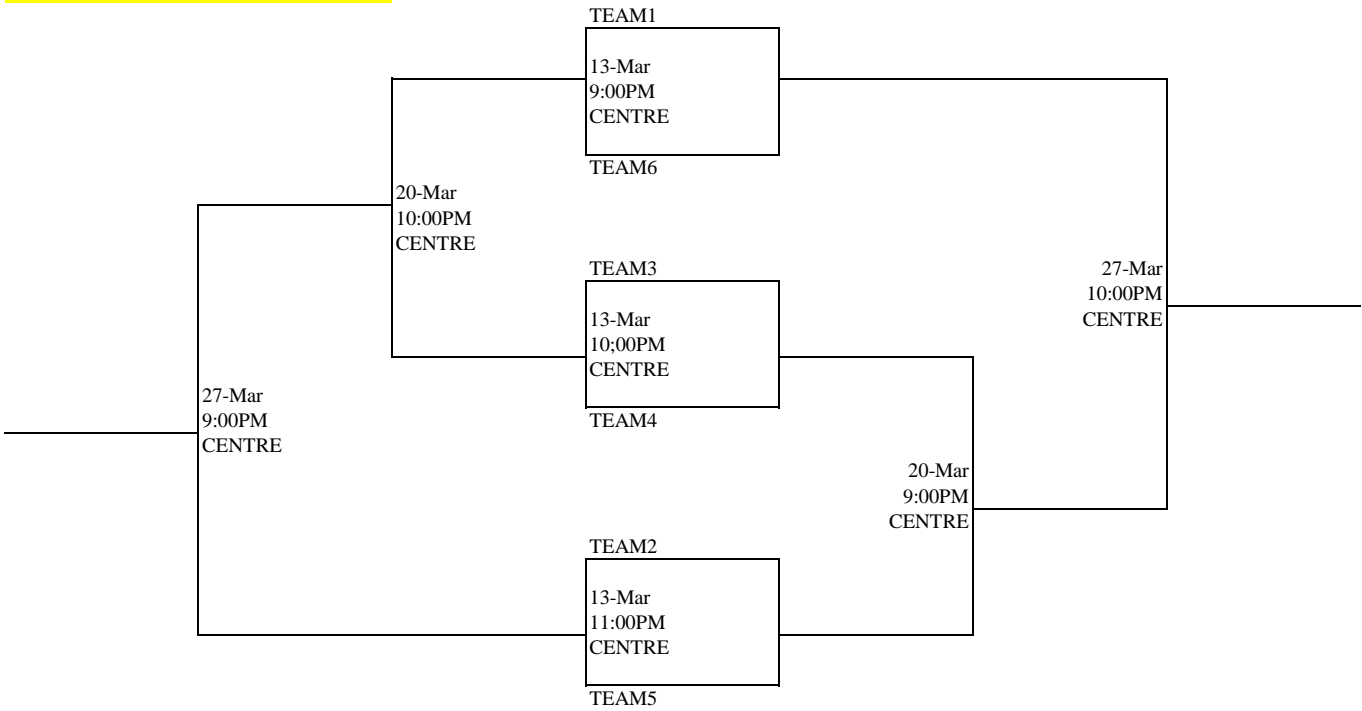 TEAM1
13-Mar
9:00PM
CENTRE
TEAM6
20-Mar
10:00PM
CENTRE
TEAM3
13-Mar
10;00PM
CENTRE
TEAM4
27-Mar
10:00PM
CENTRE
27-Mar
9:00PM
CENTRE
20-Mar
9:00PM
CENTRE
TEAM2
13-Mar
11:00PM
CENTRE
TEAM5